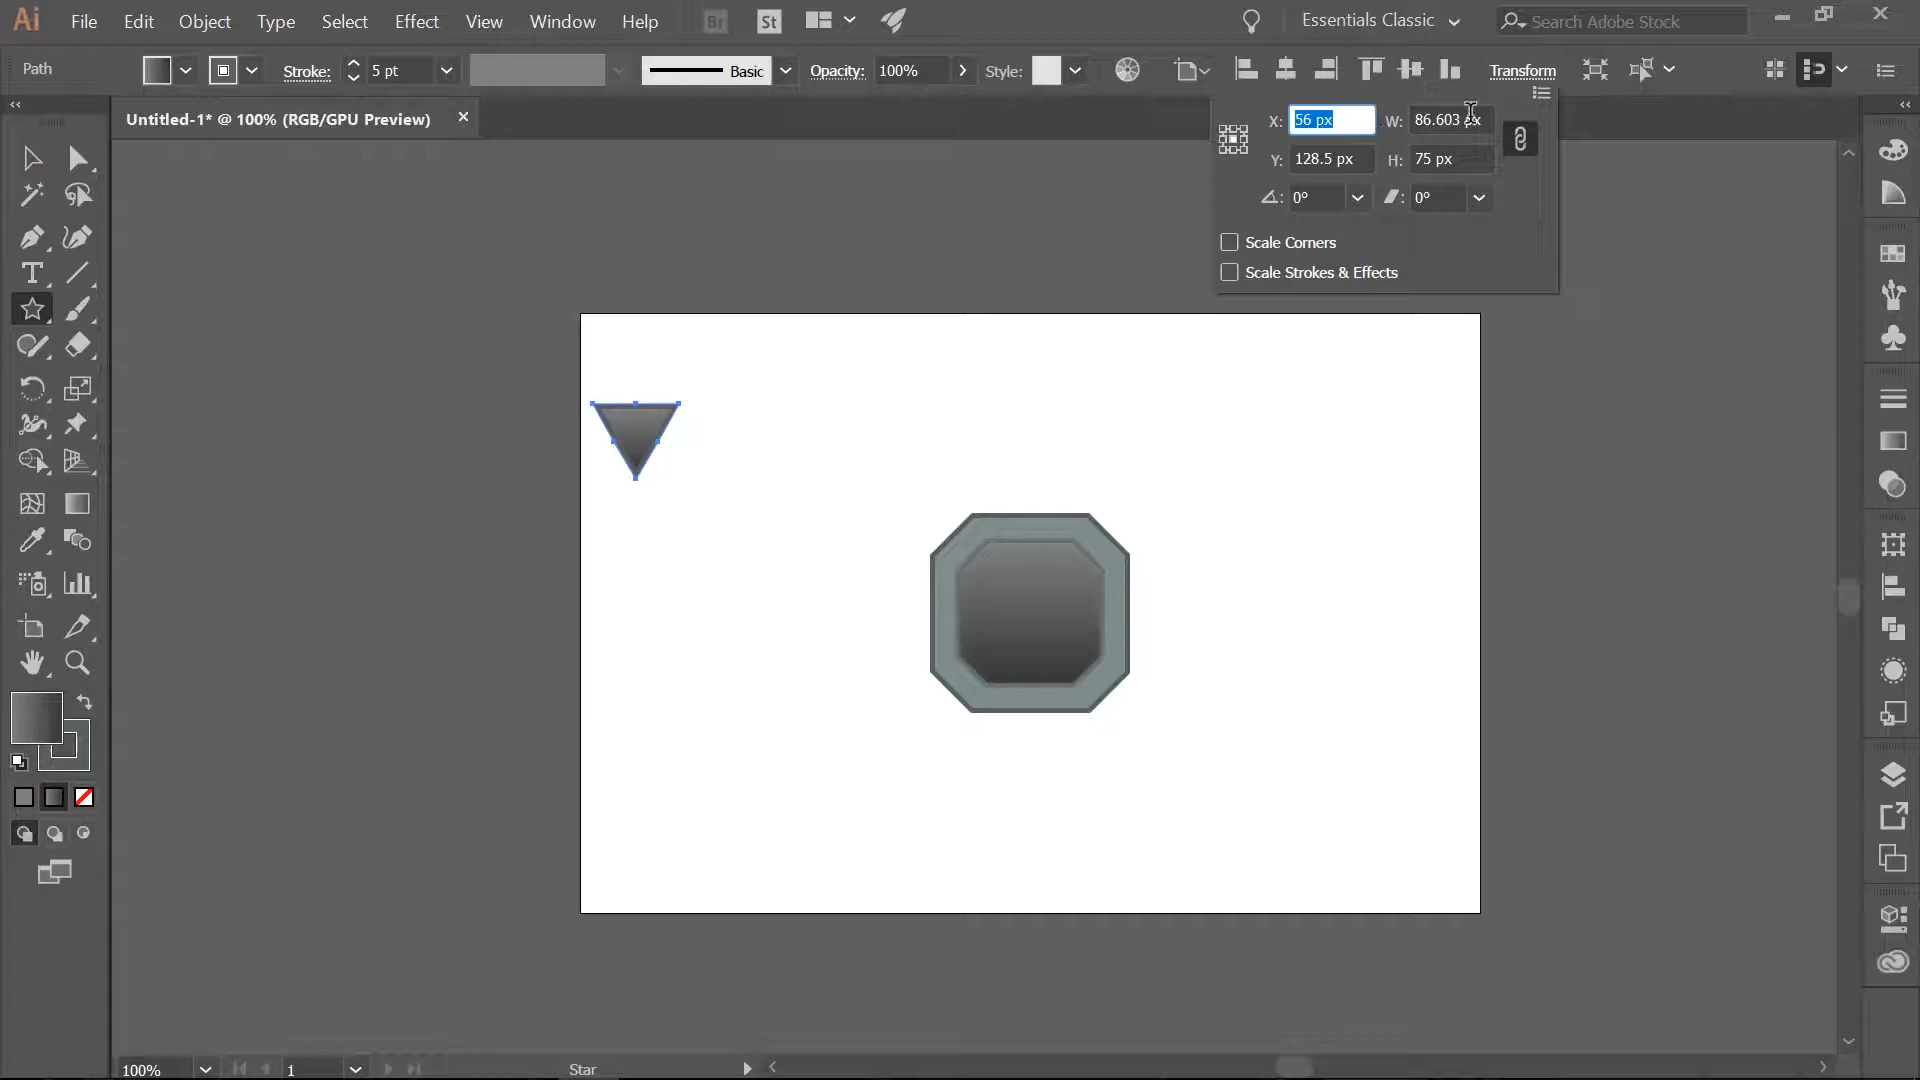 Ai File Edit Object Type Select Effect View Window Help Br St Essentials Classic Search Adobe Stock
Path Stroke: 5 pt Basic Opacity: 100% Style: Transform
Untitled-1* @ 100% (RGB/GPU Preview)
X: 56 px W: 86.603 px
Y: 128.5 px H: 75 px
0° 0°
Scale Corners
Scale Strokes & Effects
100% 1 Star